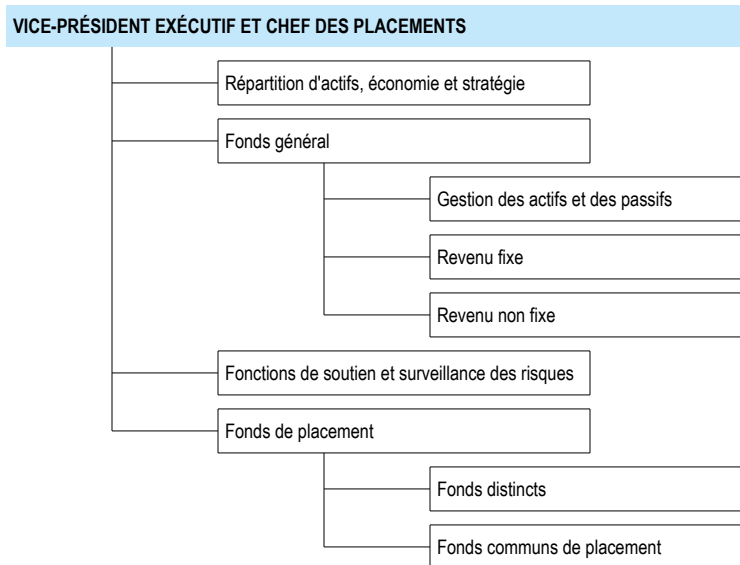 VICE-PRÉSIDENT EXÉCUTIF ET CHEF DES PLACEMENTS
Répartition d'actifs, économie et stratégie
Fonds général
Gestion des actifs et des passifs
Revenu fixe
Revenu non fixe
Fonctions de soutien et surveillance des risques
Fonds de placement
Fonds distincts
Fonds communs de placement